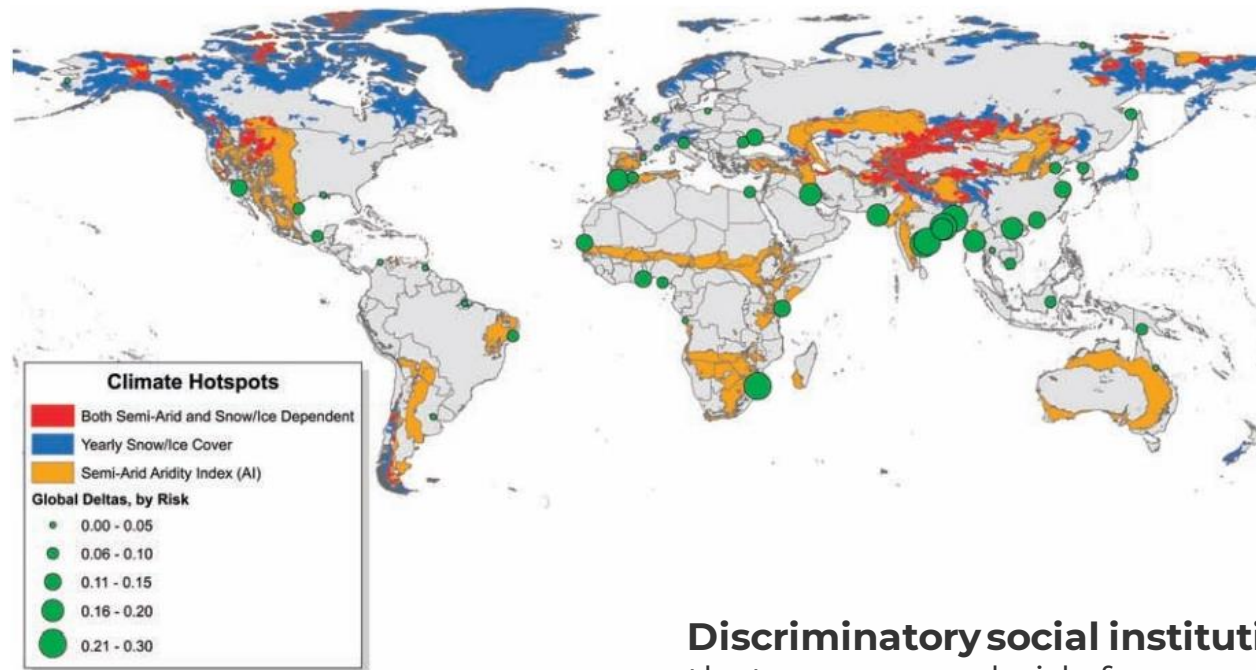 Climate Hotspots
Both Semi-Arid and Snow/Ice Dependent
Yearly Snow/Ice Cover
Semi-Arid Aridity Index (AI)
Global Deltas, by Risk
0.00 - 0.05
0.06 - 0.10
0.11 - 0.15
0.16 - 0.20
0.21 - 0.30
Discriminatory social instituti